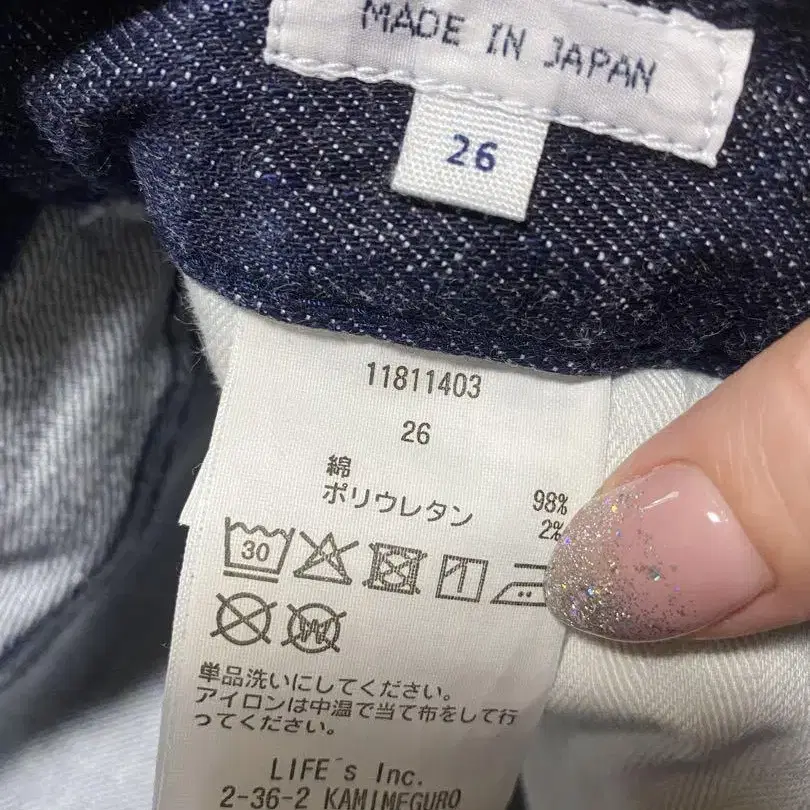 MADE IN JAPAN
26
11811403
26
綿 98%
ポリウレタン 2%
30
W
単品洗いにしてください。
アイロンは中温で当て布をして行
ってください。
LIFE´s Inc.
2-36-2 KAMIMEGURO